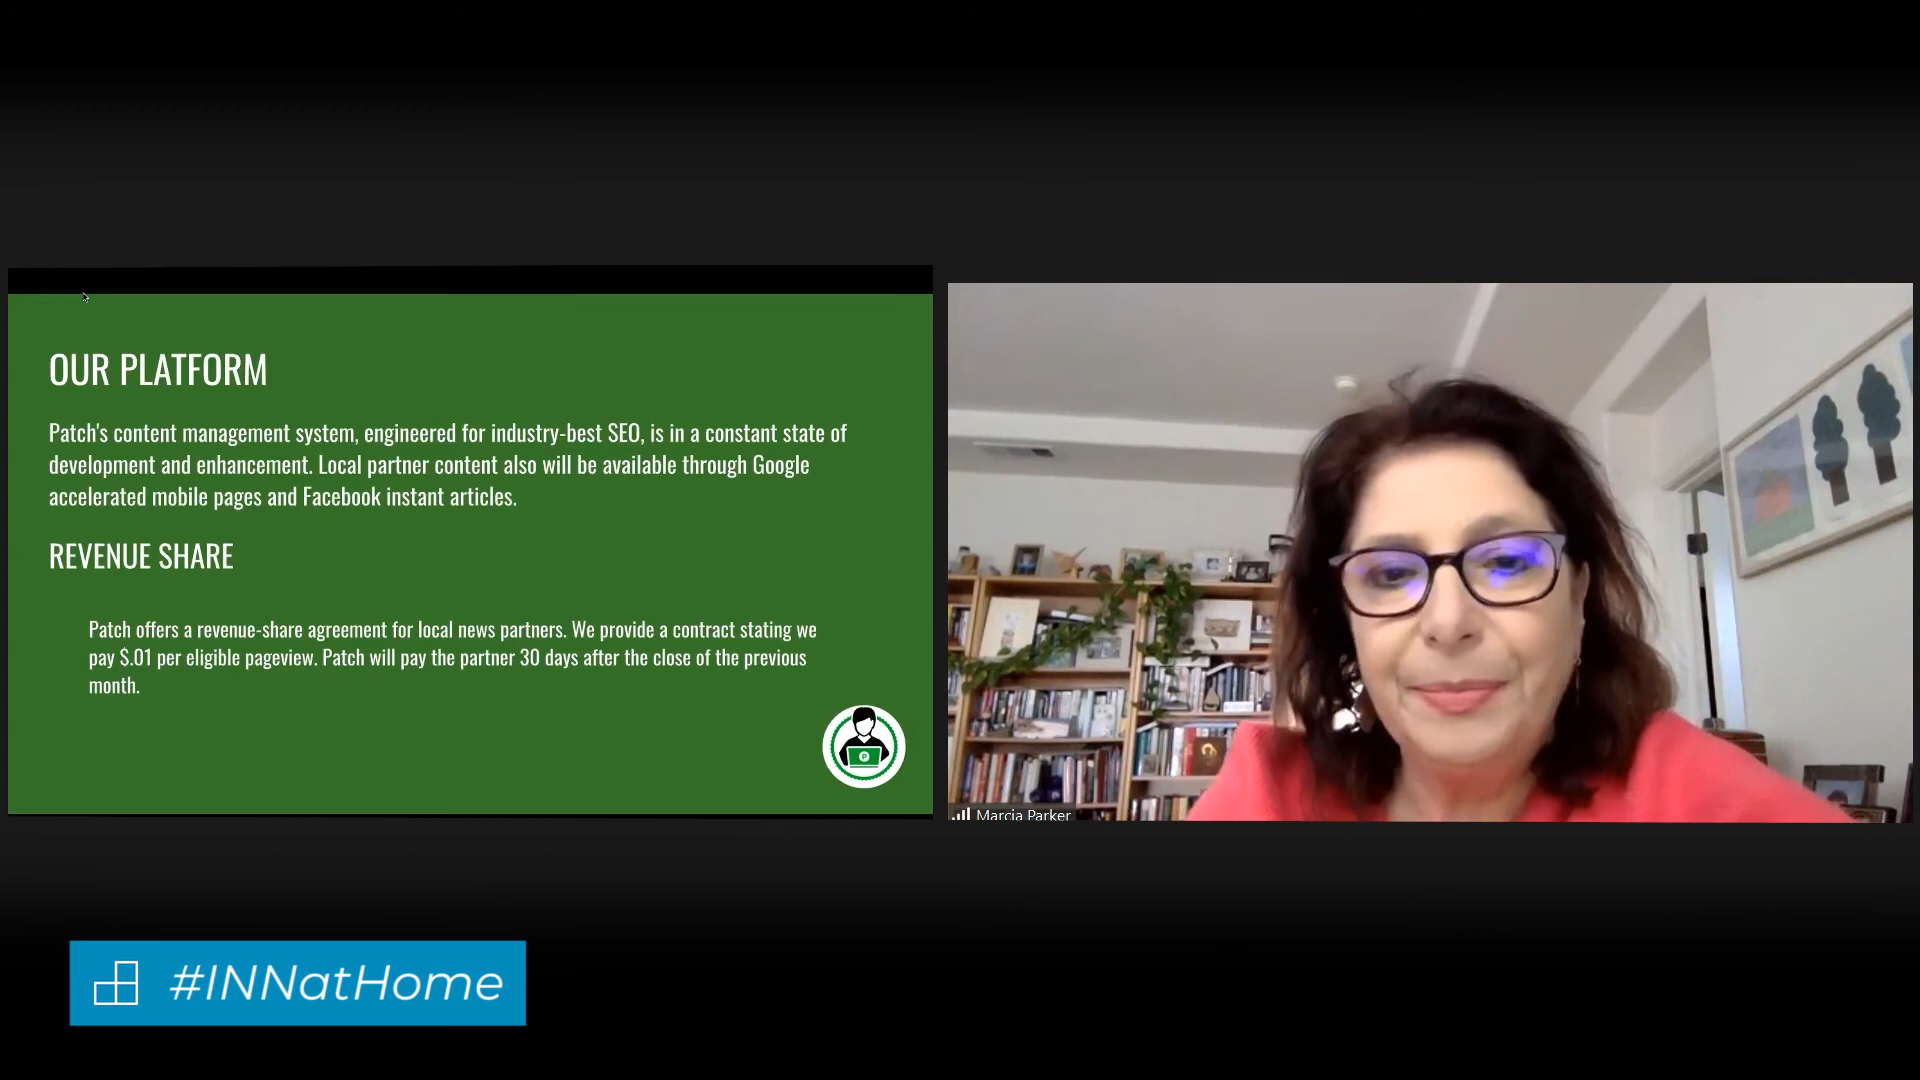 OUR PLATFORM
Patch's content management system, engineered for industry-best SEO, is in a constant state of
development and enhancement. Local partner content also will be available through Google
accelerated mobile pages and Facebook instant articles.
REVENUE SHARE
Patch offers a revenue-share agreement for local news partners. We provide a contract stating we
pay $.01 per eligible pageview. Patch will pay the partner 30 days after the close of the previous
month.
P
Marcia Parker
#INNatHome